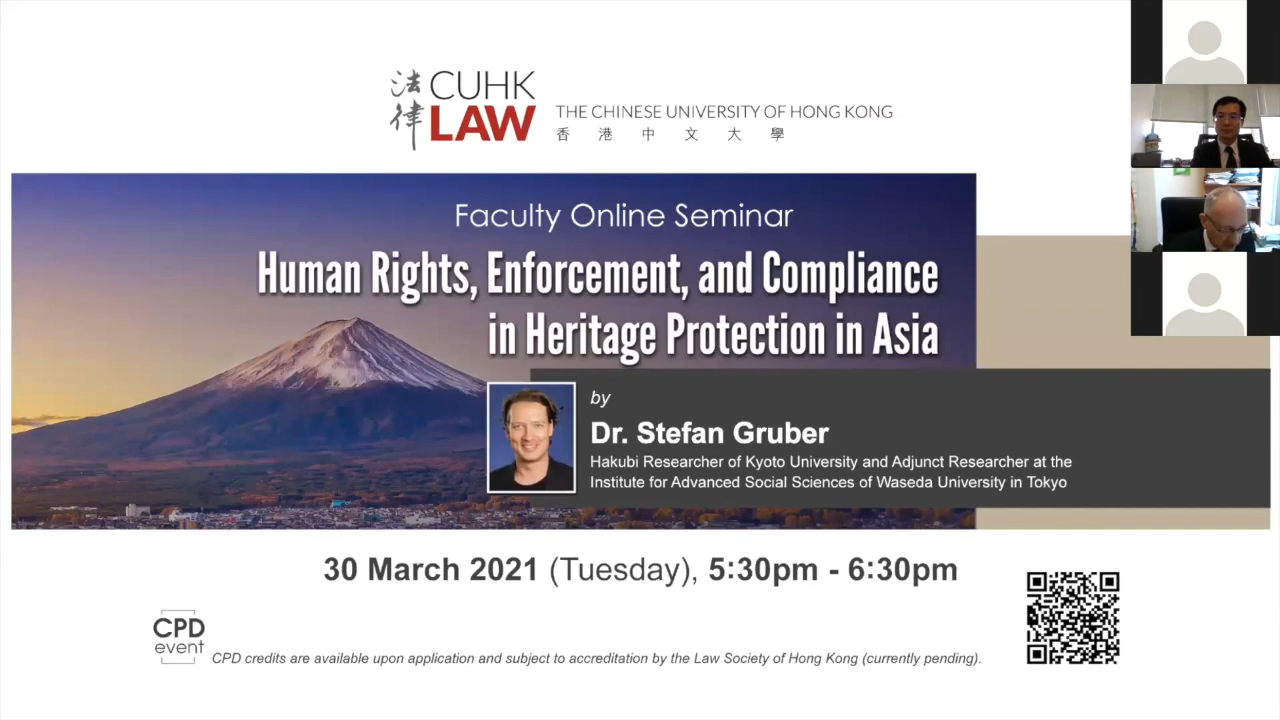 法律
CUHK
LAW
THE CHINESE UNIVERSITY OF HONG KONG
香港中文大學
Faculty Online Seminar
Human Rights, Enforcement, and Compliance
in Heritage Protection in Asia
by
Dr. Stefan Gruber
Hakubi Researcher of Kyoto University and Adjunct Researcher at the
Institute for Advanced Social Sciences of Waseda University in Tokyo
30 March 2021 (Tuesday), 5:30pm - 6:30pm
CPD
event
CPD credits are available upon application and subject to accreditation by the Law Society of Hong Kong (currently pending).